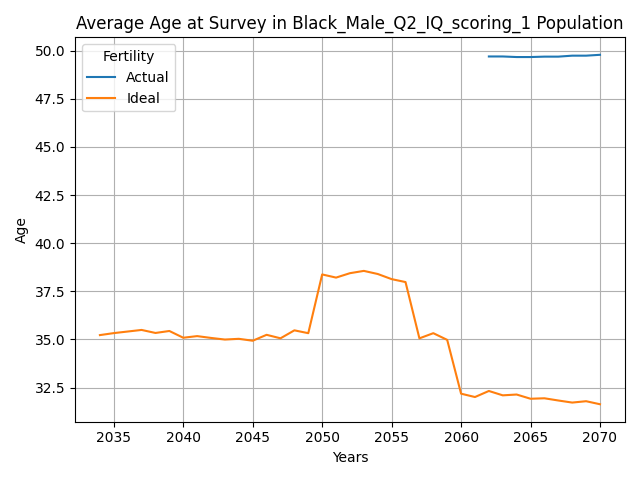 Average Age at Survey in Black_Male_Q2_IQ_scoring_1 Population
Fertility
Actual
Ideal
50.0
47.5
45.0
42.5
40.0
37.5
35.0
32.5
Age
2035 2040 2045 2050 2055 2060 2065 2070
Years